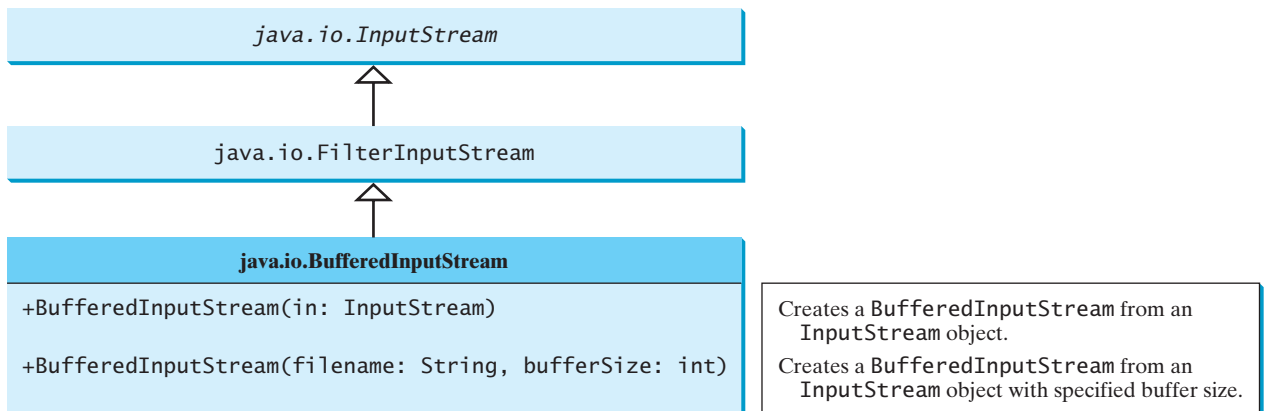 java.io.InputStream
java.io.FilterInputStream
java.io.BufferedInputStream
+BufferedInputStream(in: InputStream)
+BufferedInputStream(filename: String, bufferSize: int)
Creates a BufferedInputStream from an
InputStream object.
Creates a BufferedInputStream from an
InputStream object with specified buffer size.